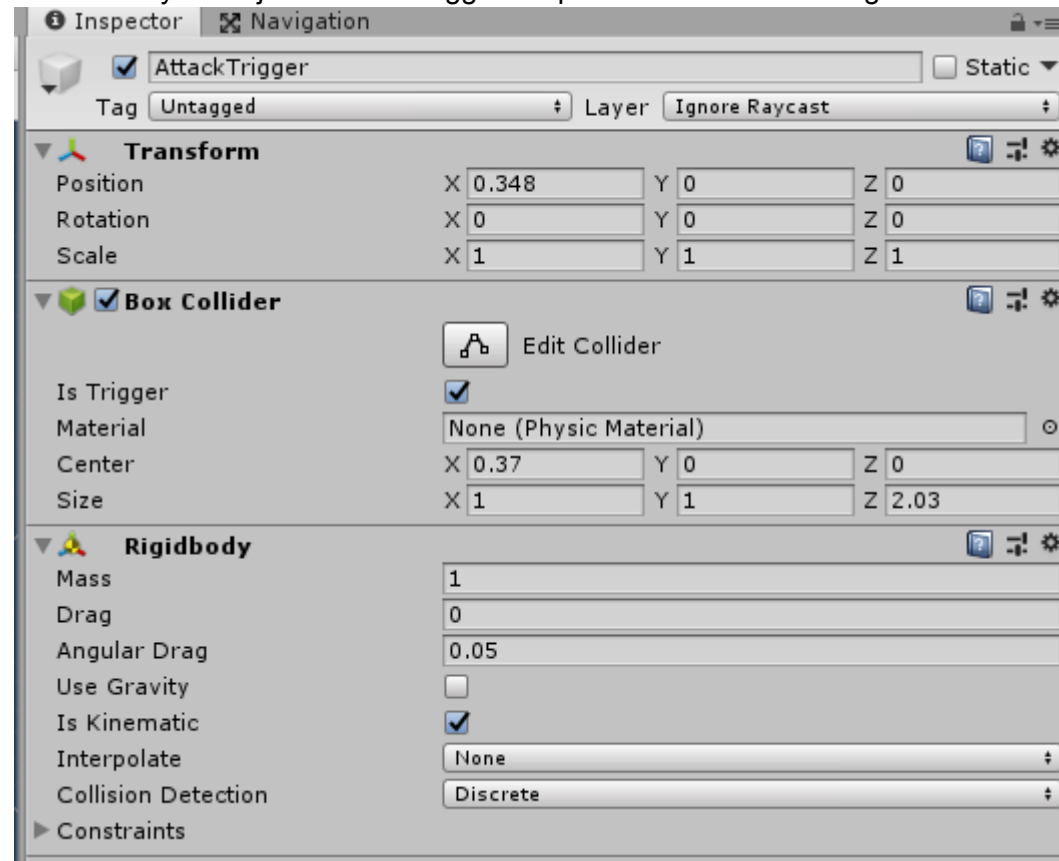 Inspector Navigation
AttackTrigger Static
Tag Untagged Layer Ignore Raycast
Transform
Position X 0.348 Y 0 Z 0
Rotation X 0 Y 0 Z 0
Scale X 1 Y 1 Z 1
Box Collider
Edit Collider
Is Trigger
Material None (Physic Material)
Center X 0.37 Y 0 Z 0
Size X 1 Y 1 Z 2.03
Rigidbody
Mass 1
Drag 0
Angular Drag 0.05
Use Gravity
Is Kinematic
Interpolate None
Collision Detection Discrete
Constraints